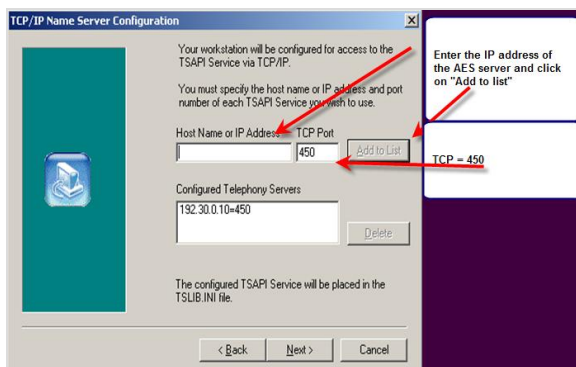 TCP/IP Name Server Configuration
Your workstation will be configured for access to the
TSAPI Service via TCP/IP.
You must specify the host name or IP address and port
number of each TSAPI Service you wish to use.
Host Name or IP Address
TCP Port
450
Add to List
Configured Telephony Servers
192.30.0.10=450
Delete
The configured TSAPI Service will be placed in the
TSLIB.INI file.
< Back
Next >
Cancel
Enter the IP address of
the AES server and click
on "Add to list"
TCP = 450